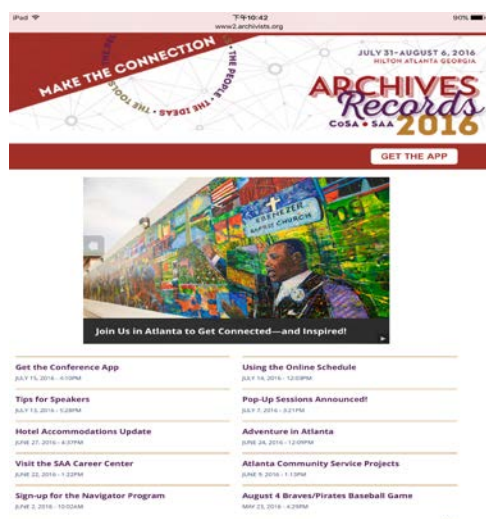 iPad 下午10:42 90%
www2.archivists.org
MAKE THE CONNECTION
THE PEOPLE • THE IDEAS • THE TOOLS
JULY 31-AUGUST 6, 2016
HILTON ATLANTA GEORGIA
ARCHIVES
Records
CoSA • SAA 2016
GET THE APP
EBENEZER
BAPTIST CHURCH
Join Us in Atlanta to Get Connected—and Inspired!
Get the Conference App
JULY 15, 2016 - 4:10PM
Tips for Speakers
JULY 13, 2016 - 5:28PM
Hotel Accommodations Update
JUNE 27, 2016 - 4:37PM
Visit the SAA Career Center
JUNE 22, 2016 - 1:22PM
Sign-up for the Navigator Program
JUNE 2, 2016 - 10:02AM
Using the Online Schedule
JULY 14, 2016 - 12:03PM
Pop-Up Sessions Announced!
JULY 7, 2016 - 3:21PM
Adventure in Atlanta
JUNE 24, 2016 - 12:09PM
Atlanta Community Service Projects
JUNE 9, 2016 - 1:13PM
August 4 Braves/Pirates Baseball Game
MAY 23, 2016 - 4:29PM